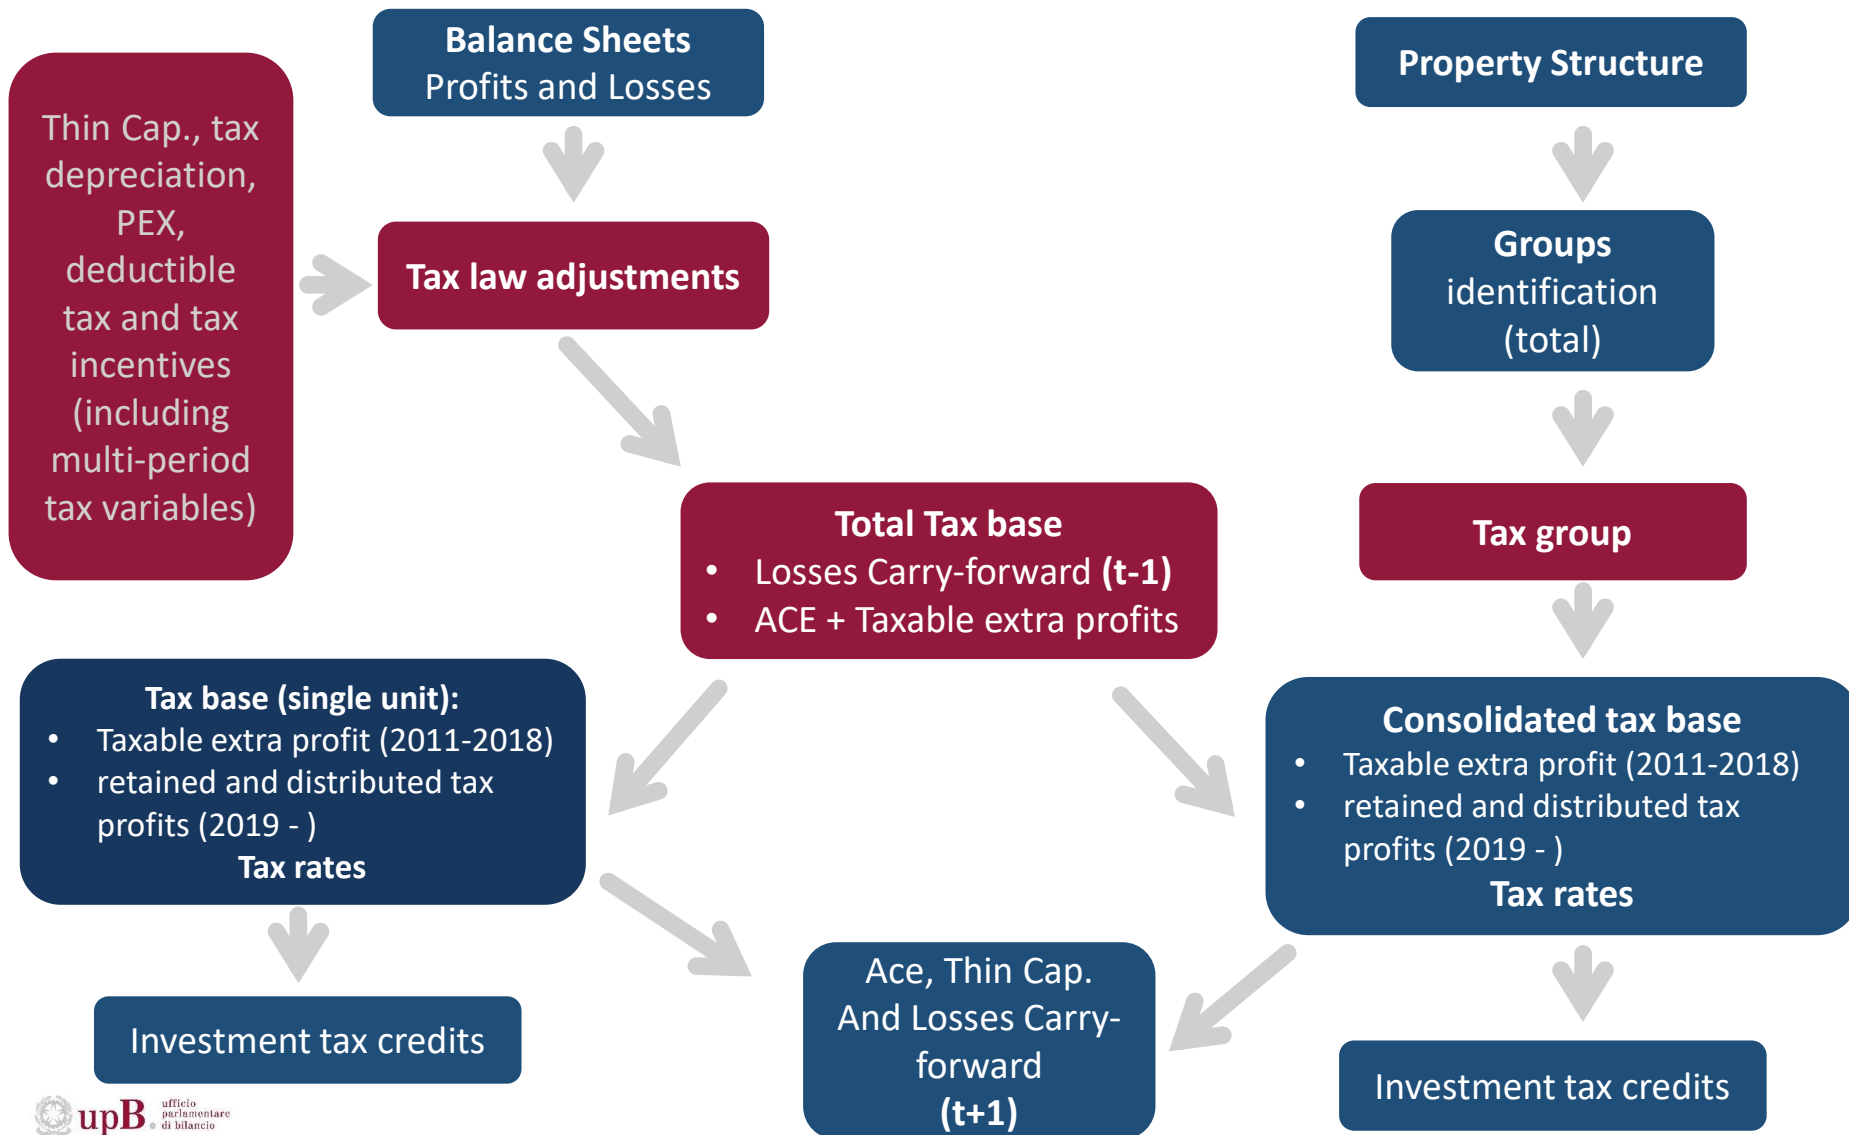 Balance Sheets
Profits and Losses
Property Structure
Thin Cap., tax
depreciation,
PEX,
deductible
tax and tax
incentives
(including
multi-period
tax variables)
Tax law adjustments
Groups
identification
(total)
Total Tax base
• Losses Carry-forward (t-1)
• ACE + Taxable extra profits
Tax group
Tax base (single unit):
• Taxable extra profit (2011-2018)
• retained and distributed tax
profits (2019 - )
Tax rates
Consolidated tax base
• Taxable extra profit (2011-2018)
• retained and distributed tax
profits (2019 - )
Tax rates
Investment tax credits
Ace, Thin Cap.
And Losses Carry-
forward
(t+1)
Investment tax credits
upB.
ufficio
parlamentare
di bilancio